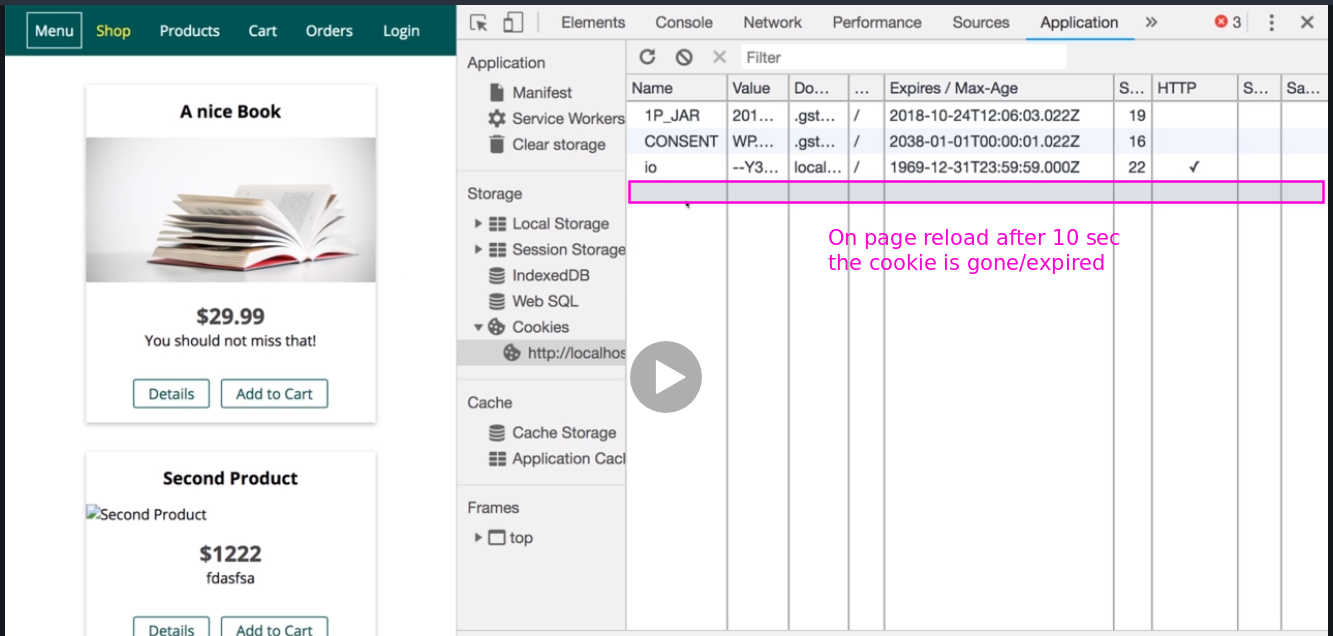 Menu Shop Products Cart Orders Login
A nice Book
$29.99
You should not miss that!
Details Add to Cart
Second Product
Second Product
$1222
fdasfsa
Details Add to Cart
Elements Console Network Performance Sources Application » 3
Application
Manifest
Service Workers
Clear storage
Storage
Local Storage
Session Storage
IndexedDB
Web SQL
Cookies
http://localhos
Cache
Cache Storage
Application Cacl
Frames
top
Filter
Name Value Do... ... Expires / Max-Age S... HTTP S... Sa...
1P_JAR 201... .gst... / 2018-10-24T12:06:03.022Z 19
CONSENT WP.... .gst... / 2038-01-01T00:00:01.022Z 16
io --Y3... local... / 1969-12-31T23:59:59.000Z 22 ✓
On page reload after 10 sec
the cookie is gone/expired